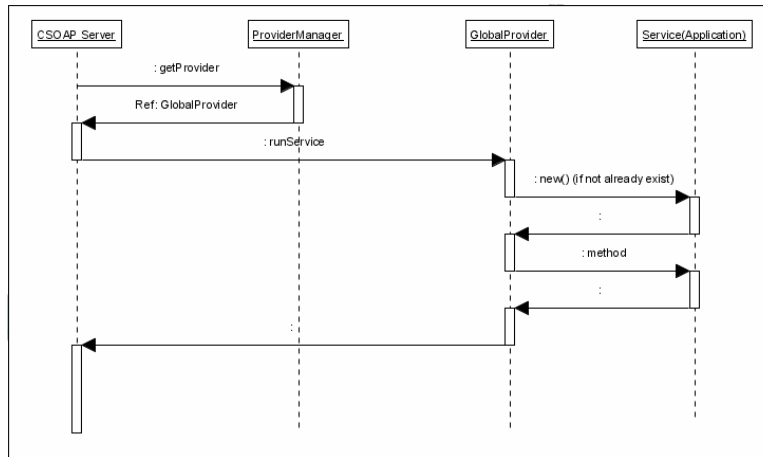 CSOAP Server
ProviderManager
GlobalProvider
Service(Application)
: getProvider
Ref: GlobalProvider
: runService
: new() (if not already exist)
:
: method
:
: